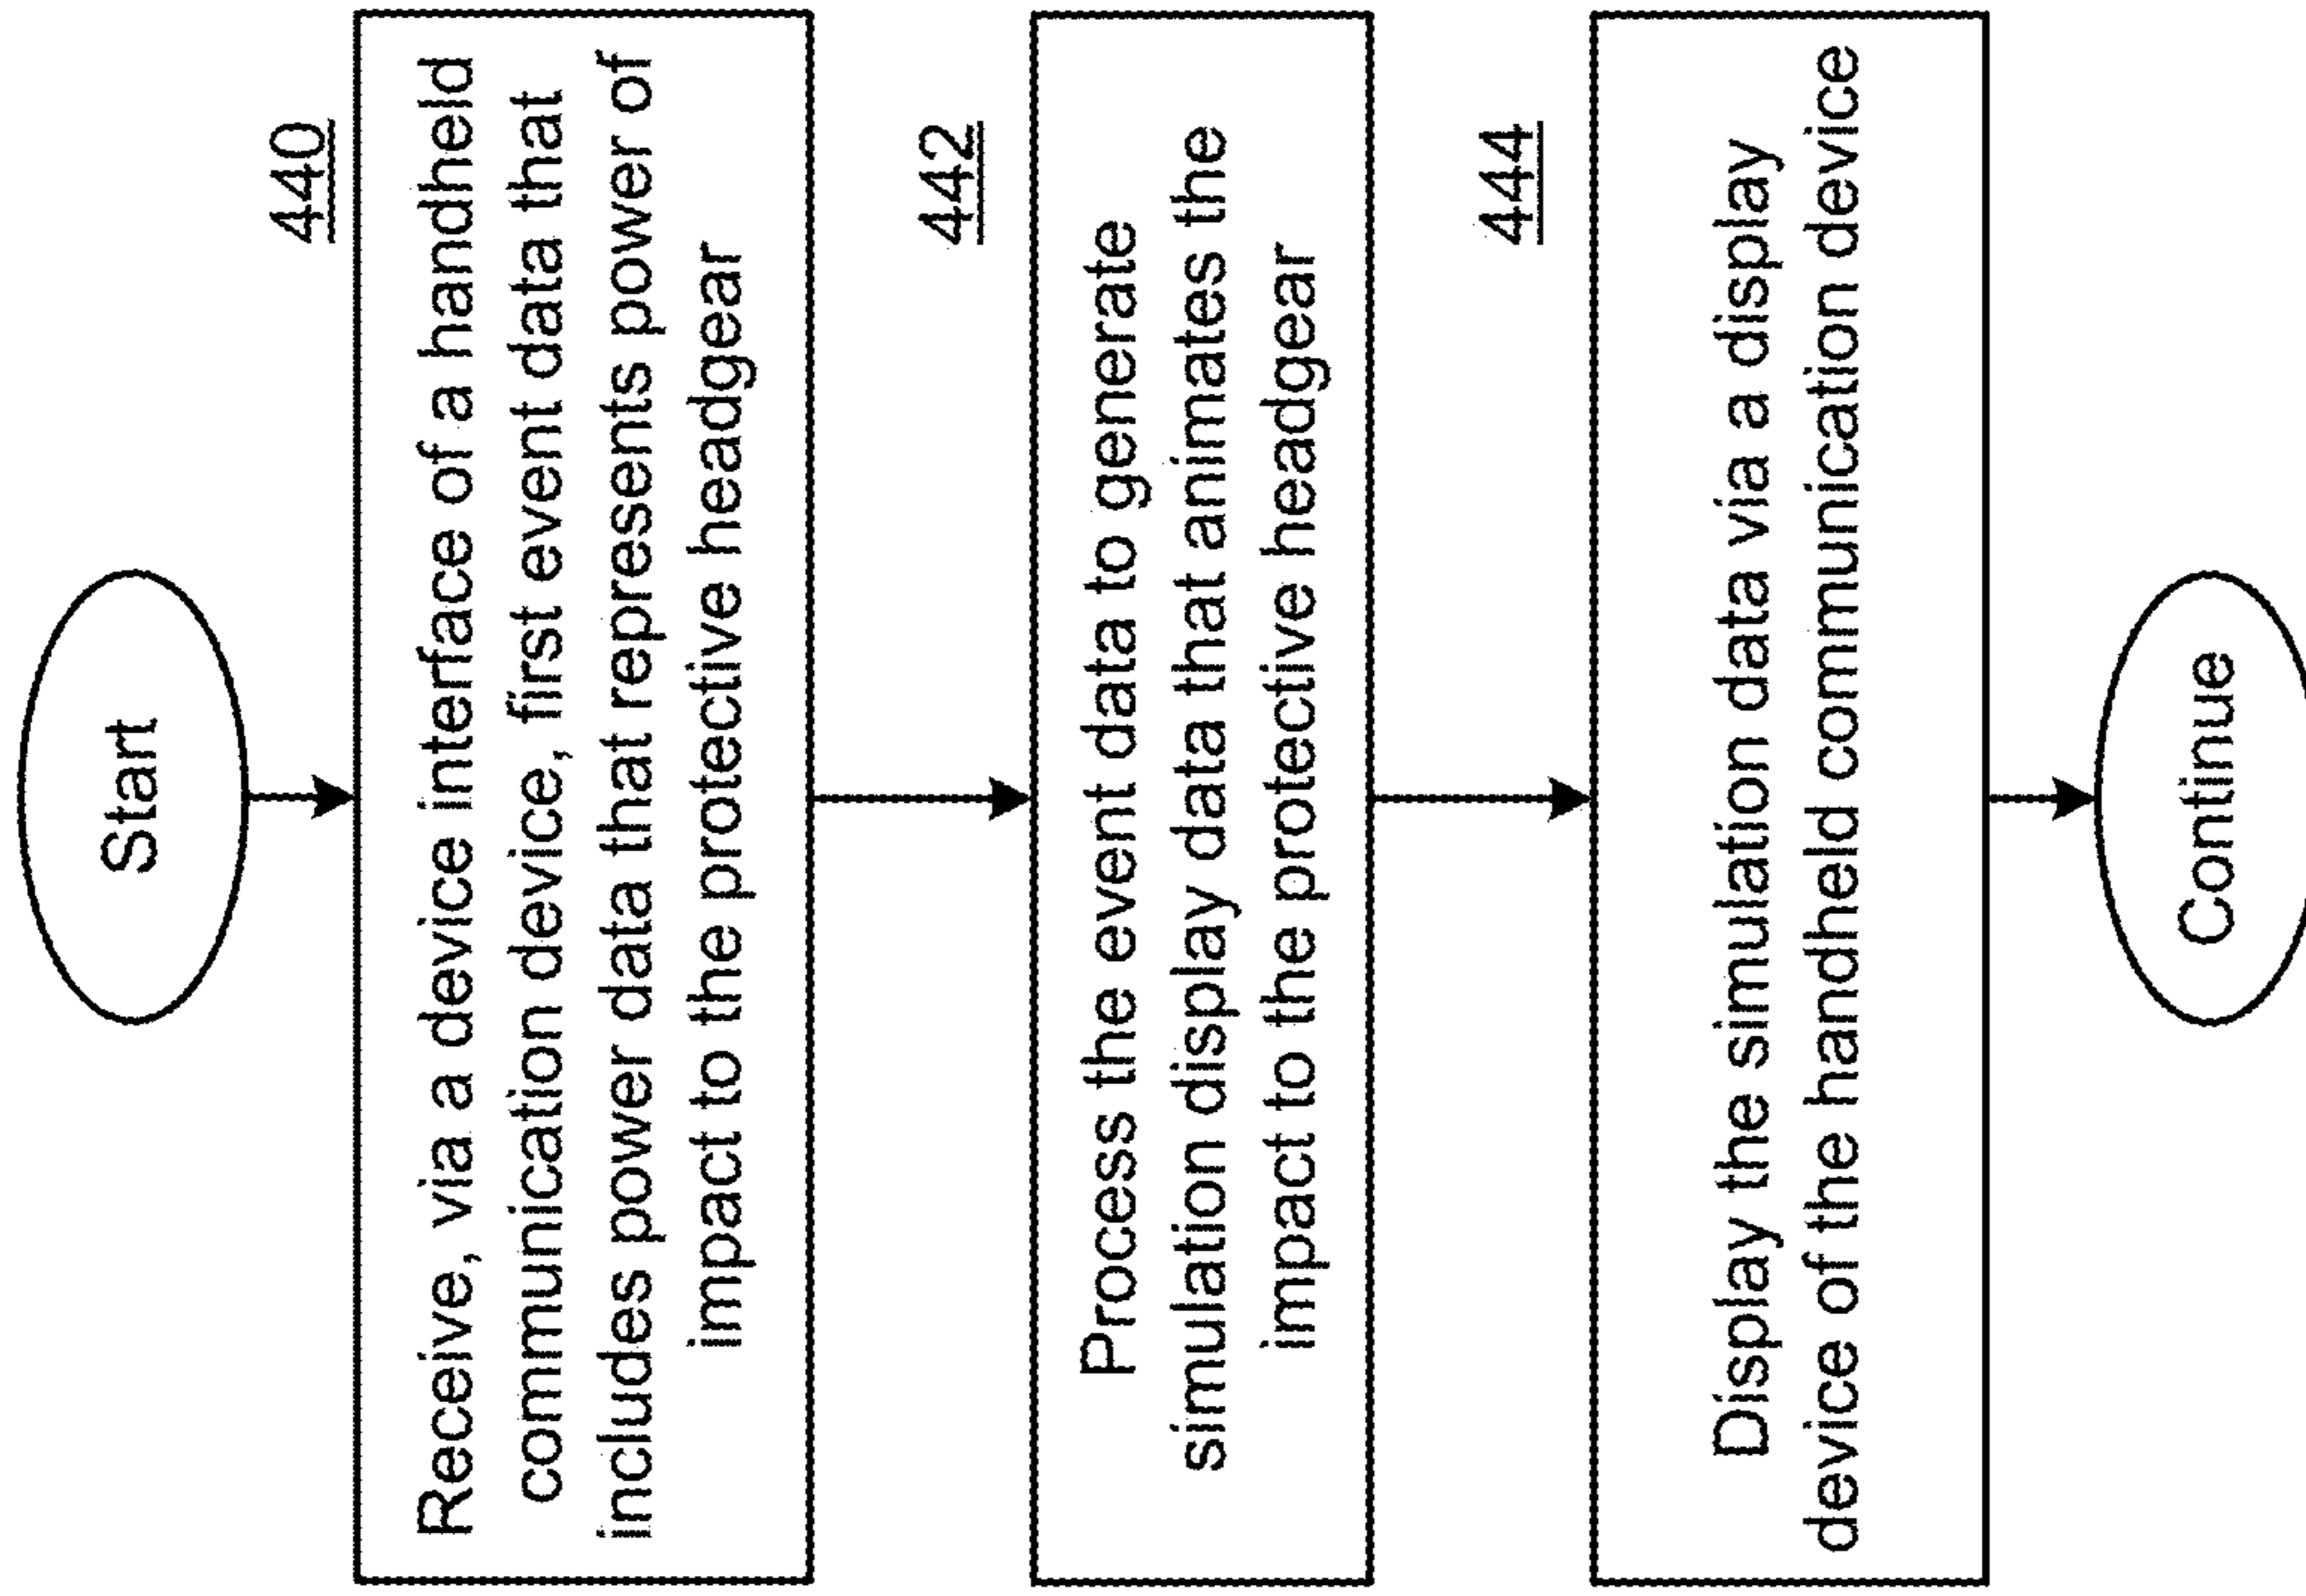 Start
440
Receive, via a device interface of a handheld
communication device, first event data that
includes power data that represents power of
impact to the protective headgear
442
Process the event data to generate
simulation display data that animates the
impact to the protective headgear
444
Display the simulation data via a display
device of the handheld communication device
Continue